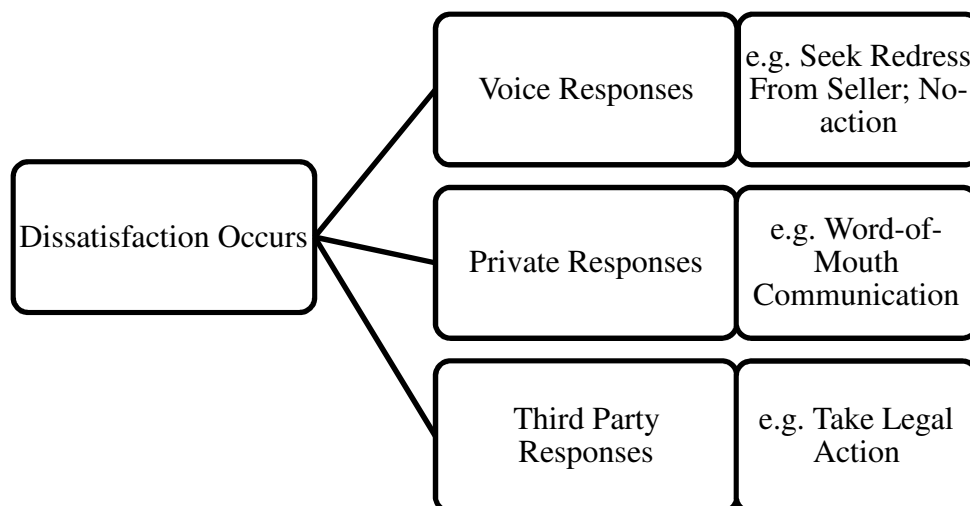 Dissatisfaction Occurs
Voice Responses
e.g. Seek Redress
From Seller; No-
action
Private Responses
e.g. Word-of-
Mouth
Communication
Third Party
Responses
e.g. Take Legal
Action